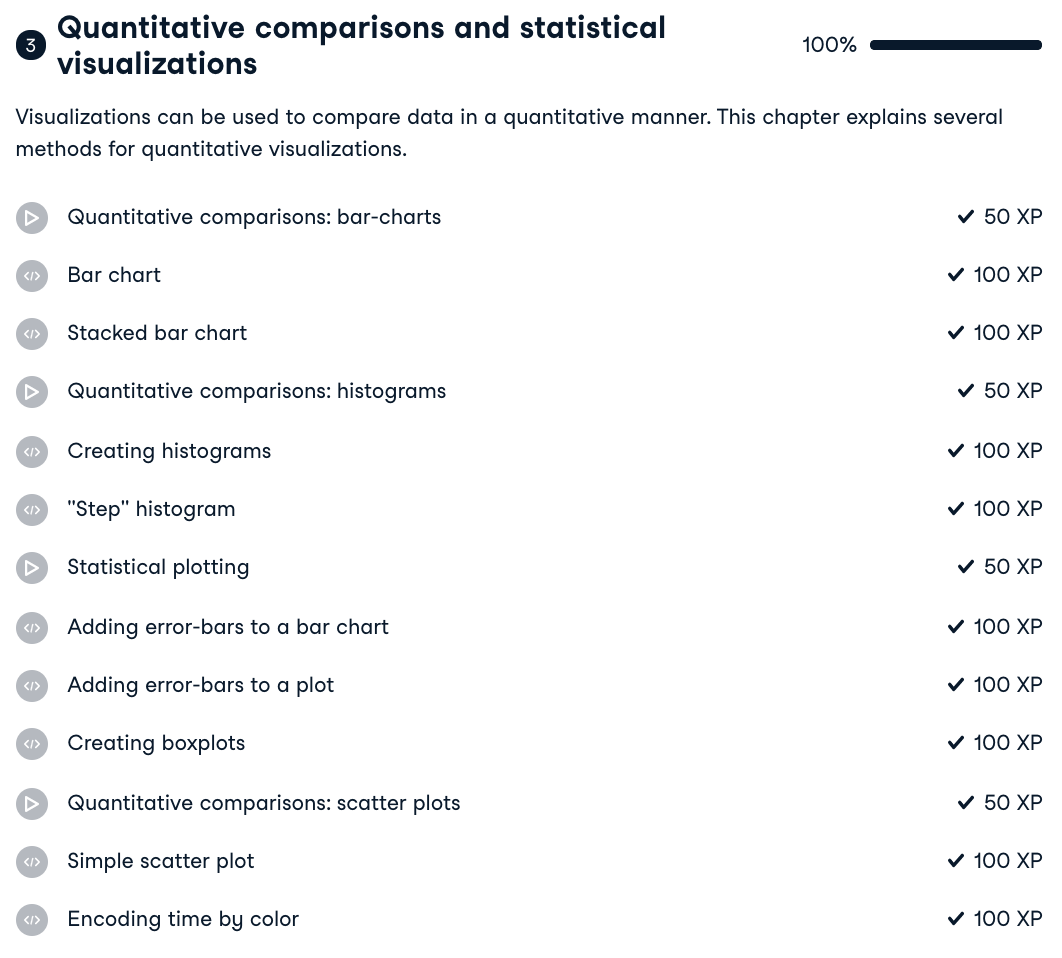 3
Quantitative comparisons and statistical
visualizations
100%
Visualizations can be used to compare data in a quantitative manner. This chapter explains several
methods for quantitative visualizations.
Quantitative comparisons: bar-charts 50 XP
</> Bar chart 100 XP
</> Stacked bar chart 100 XP
Quantitative comparisons: histograms 50 XP
</> Creating histograms 100 XP
</> "Step" histogram 100 XP
Statistical plotting 50 XP
</> Adding error-bars to a bar chart 100 XP
</> Adding error-bars to a plot 100 XP
</> Creating boxplots 100 XP
Quantitative comparisons: scatter plots 50 XP
</> Simple scatter plot 100 XP
</> Encoding time by color 100 XP